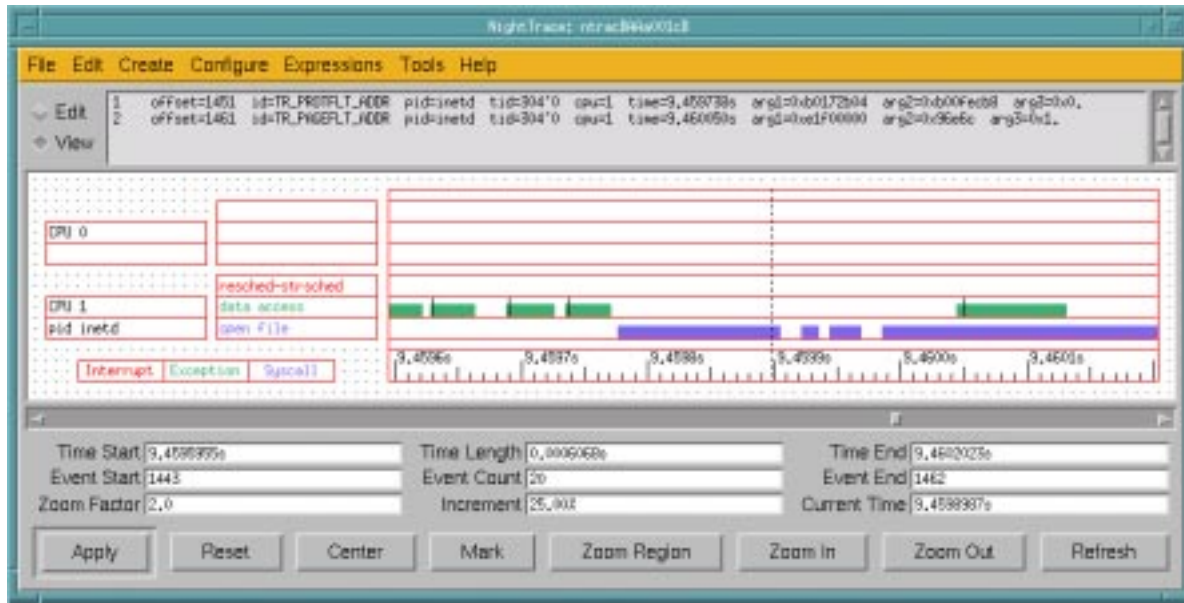 NightTrace:
File Edit Create Configure Expressions Tools Help
Edit
View
1 offset=1451 id=TR_PROTFLT_ADDR pid=inetd tid=304'0 cpu=1 time=9.459738s arg1=0xb0172b04 arg2=0xb00fecb8 arg3=0x0.
2 offset=1461 id=TR_PAGEFLT_ADDR pid=inetd tid=304'0 cpu=1 time=9.460050s arg1=0xe1f00000 arg2=0x96e6c arg3=0x1.
CPU 0
resched-str-sched
CPU 1 data access
pid inetd open file
Interrupt Exception Syscall
9.4596s 9.4597s 9.4598s 9.4599s 9.4600s 9.4601s
Time Start 9.4595955s Time Length 0.0006068s Time End 9.4602023s
Event Start 1443 Event Count 20 Event End 1462
Zoom Factor 2.0 Increment 25.00% Current Time 9.4598987s
Apply Reset Center Mark Zoom Region Zoom In Zoom Out Refresh